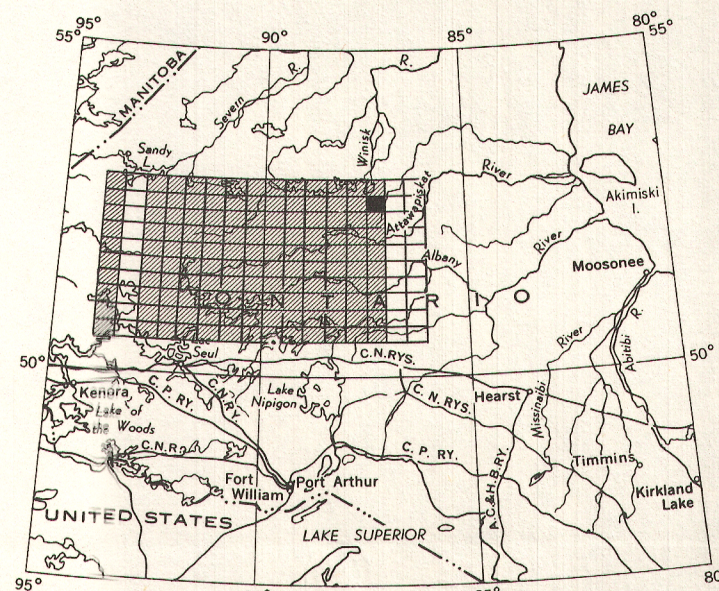 95°
90°
85°
80°
55°
55°
MANITOBA
Severn
R.
R.
JAMES
BAY
Sandy
L.
Winisk
River
Attawapiskat
Akimiski
I.
River
Albany
Moosonee
ONTARIO
River
R.
Abitibi
Seul
C.N.RYS.
50°
50°
Kenora
C.P.RY.
C.N.RY.
Lake
Nipigon
C.N.RYS.
Hearst
Missinaibi
Lake of
the Woods
C.N.R.
C.P.RY.
A.C.&H.B.RY.
Timmins
Fort
William
Port Arthur
Kirkland
Lake
UNITED STATES
LAKE SUPERIOR
95°
80